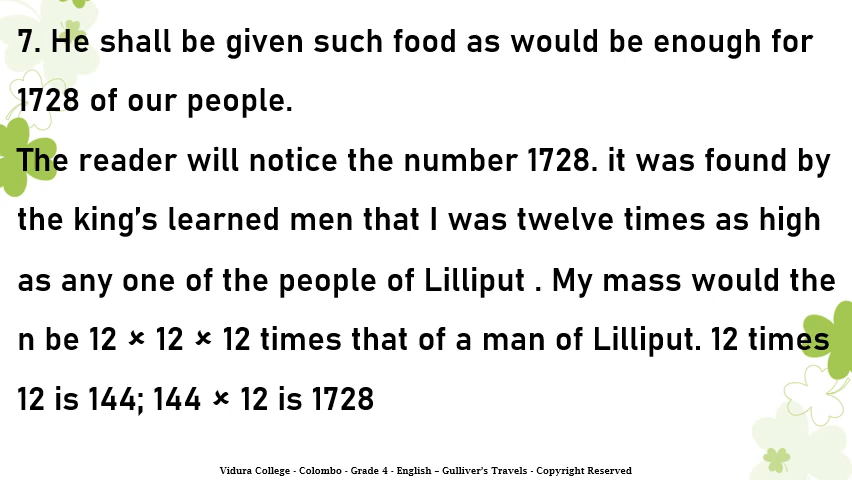 7. He shall be given such food as would be enough for
1728 of our people.
The reader will notice the number 1728. it was found by
the king’s learned men that I was twelve times as high
as any one of the people of Lilliput . My mass would the
n be 12 × 12 × 12 times that of a man of Lilliput. 12 times
12 is 144; 144 × 12 is 1728
Vidura College - Colombo - Grade 4 - English – Gulliver's Travels - Copyright Reserved